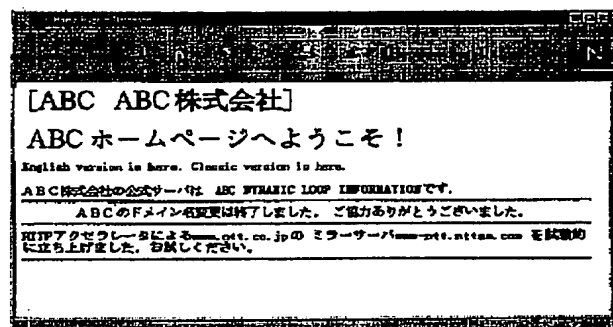 [ABC ABC株式会社]
ABCホームページへようこそ！
English version is here. Classic version is here.
ABC株式会社の公式サーバは ABC DYNAMIC LOOP INFORMATIONです.
ABCのドメイン名変更は終了しました. ご協力ありがとうございました.
HTTPアクセラレータによる.co.jpの ミラーサーバ を試験的
に立ち上げました. お試しください.